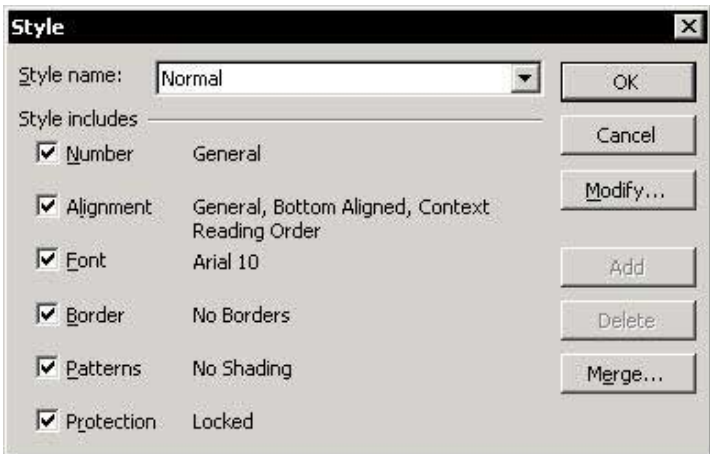 Style
Style name: Normal
OK
Style includes
Cancel
Number General
Modify...
Alignment General, Bottom Aligned, Context
Reading Order
Font Arial 10
Add
Border No Borders
Delete
Patterns No Shading
Merge...
Protection Locked